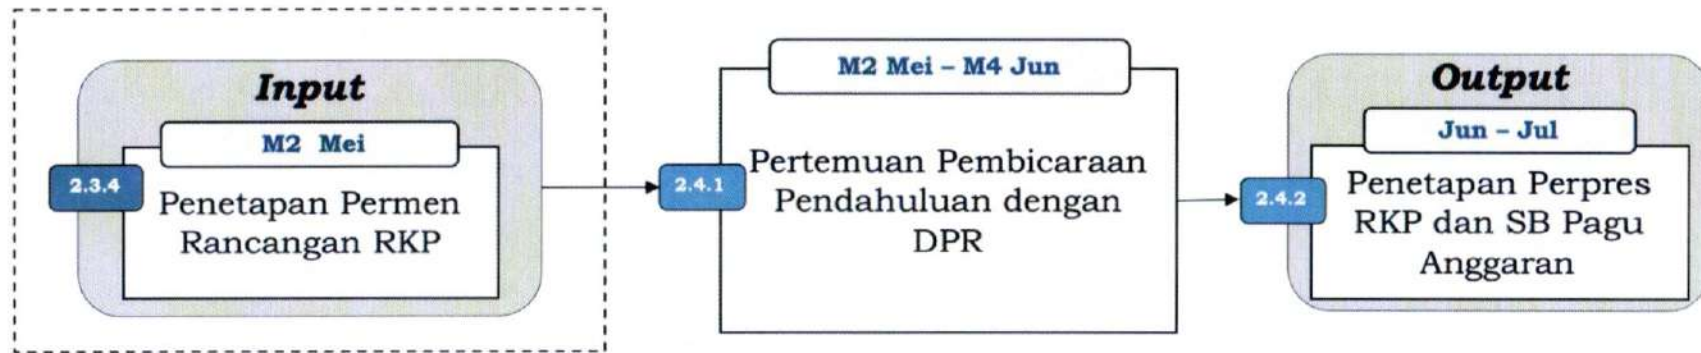 Input
M2 Mei
2.3.4
Penetapan Permen
Rancangan RKP
M2 Mei – M4 Jun
2.4.1
Pertemuan Pembicaraan
Pendahuluan dengan
DPR
Output
Jun – Jul
2.4.2
Penetapan Perpres
RKP dan SB Pagu
Anggaran